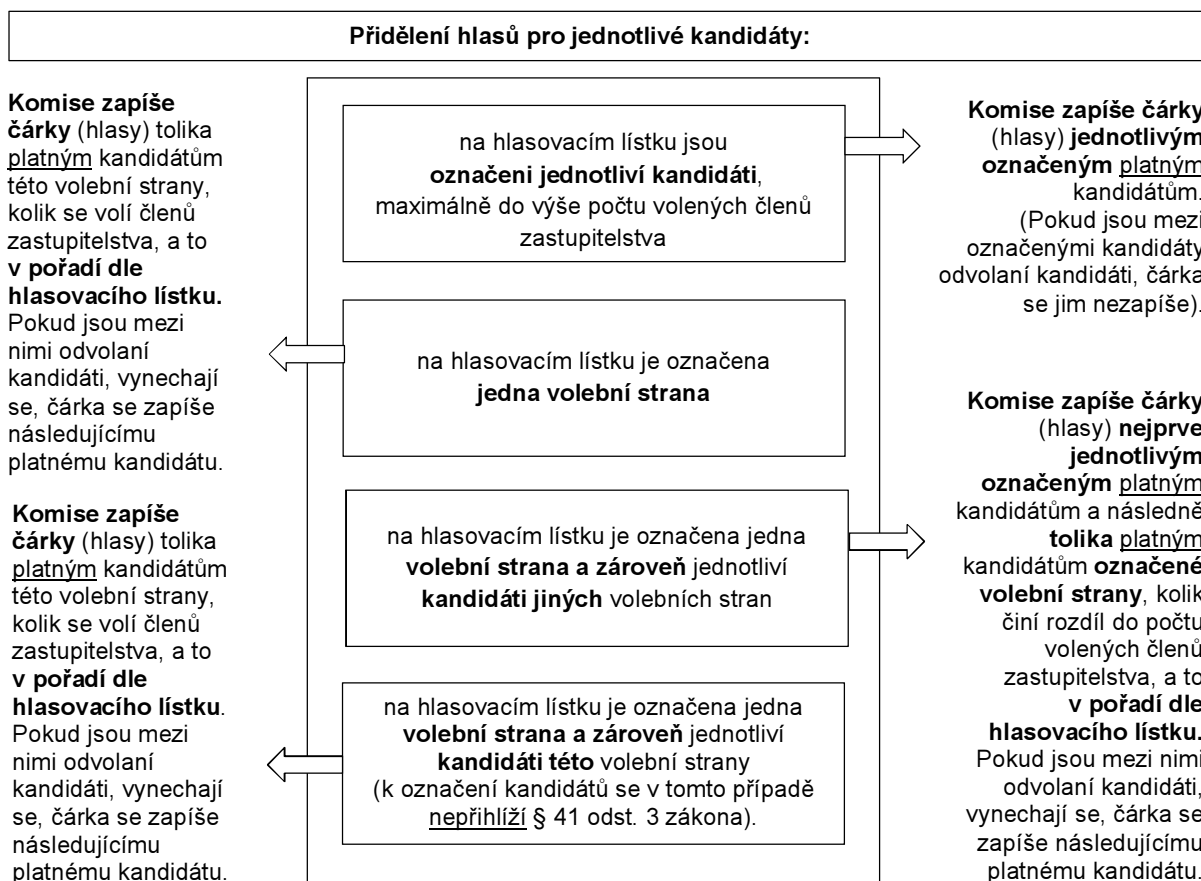 Přidělení hlasů pro jednotlivé kandidáty:
Komise zapíše
čárky (hlasy) tolika
platným kandidátům
této volební strany,
kolik se volí členů
zastupitelstva, a to
v pořadí dle
hlasovacího lístku.
Pokud jsou mezi
nimi odvolaní
kandidáti, vynechají
se, čárka se zapíše
následujícímu
platnému kandidátu.
Komise zapíše
čárky (hlasy) tolika
platným kandidátům
této volební strany,
kolik se volí členů
zastupitelstva, a to
v pořadí dle
hlasovacího lístku.
Pokud jsou mezi
nimi odvolaní
kandidáti, vynechají
se, čárka se zapíše
následujícímu
platnému kandidátu.
na hlasovacím lístku jsou
označeni jednotliví kandidáti,
maximálně do výše počtu volených členů
zastupitelstva
na hlasovacím lístku je označena
jedna volební strana
na hlasovacím lístku je označena jedna
volební strana a zároveň jednotliví
kandidáti jiných volebních stran
na hlasovacím lístku je označena jedna
volební strana a zároveň jednotliví
kandidáti této volební strany
(k označení kandidátů se v tomto případě
nepřihlíží § 41 odst. 3 zákona).
Komise zapíše čárky
(hlasy) jednotlivým
označeným platným
kandidátům.
(Pokud jsou mezi
označenými kandidáty
odvolaní kandidáti, čárka
se jim nezapíše).
Komise zapíše čárky
(hlasy) nejprve
jednotlivým
označeným platným
kandidátům a následně
tolika platným
kandidátům označené
volební strany, kolik
činí rozdíl do počtu
volených členů
zastupitelstva, a to
v pořadí dle
hlasovacího lístku.
Pokud jsou mezi nimi
odvolaní kandidáti,
vynechají se, čárka se
zapíše následujícímu
platnému kandidátu.